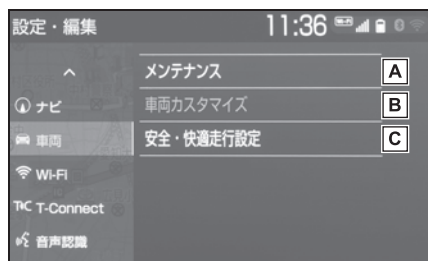 設定・編集
11:36
メンテナンス
A
ナビ
車両カスタマイズ
B
車両
安全・快適走行設定
C
Wi-Fi
T-Connect
音声認識